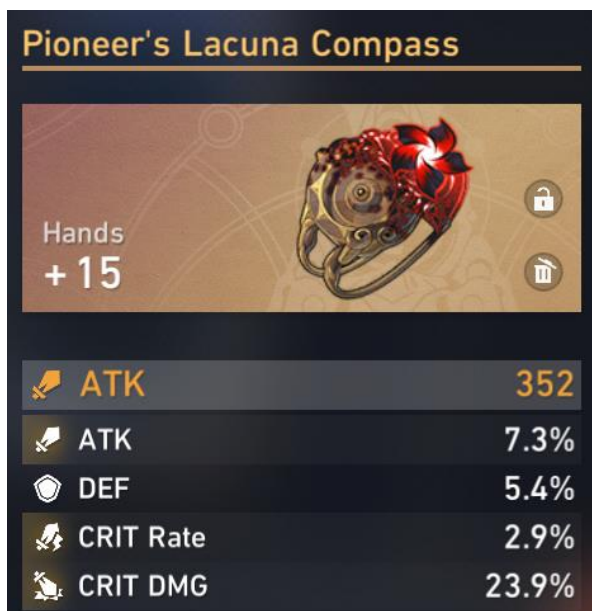 Pioneer's Lacuna Compass
Hands
+ 15
ATK 352
ATK 7.3%
DEF 5.4%
CRIT Rate 2.9%
CRIT DMG 23.9%